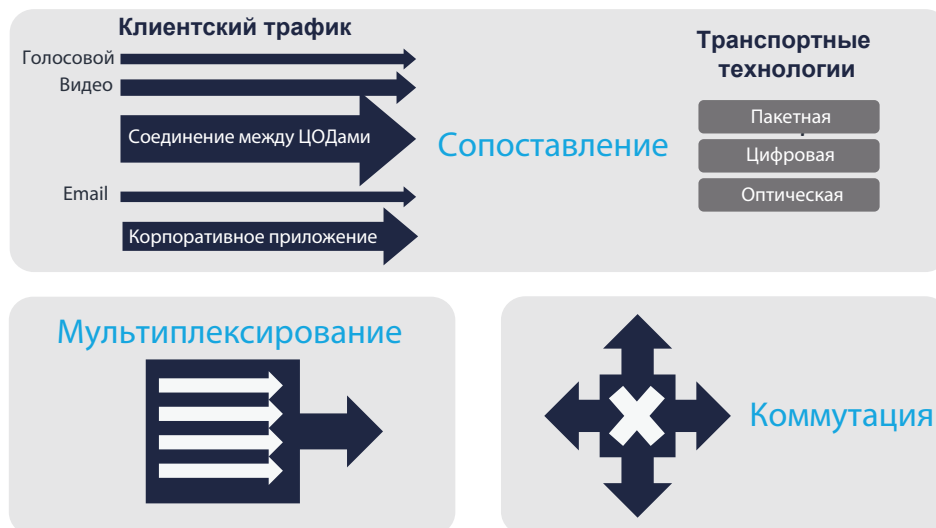 Клиентский трафик
Голосовой
Видео
Соединение между ЦОДами
Email
Корпоративное приложение
Сопоставление
Транспортные
технологии
Пакетная
Цифровая
Оптическая
Мультиплексирование
Коммутация